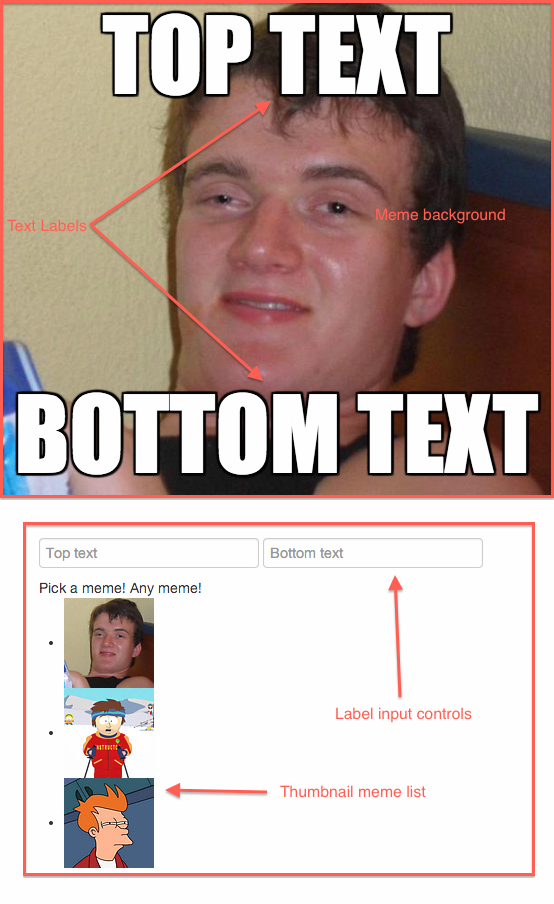 TOP TEXT
Text Labels
Meme background
BOTTOM TEXT
Top text
Bottom text
Pick a meme! Any meme!
Label input controls
Thumbnail meme list